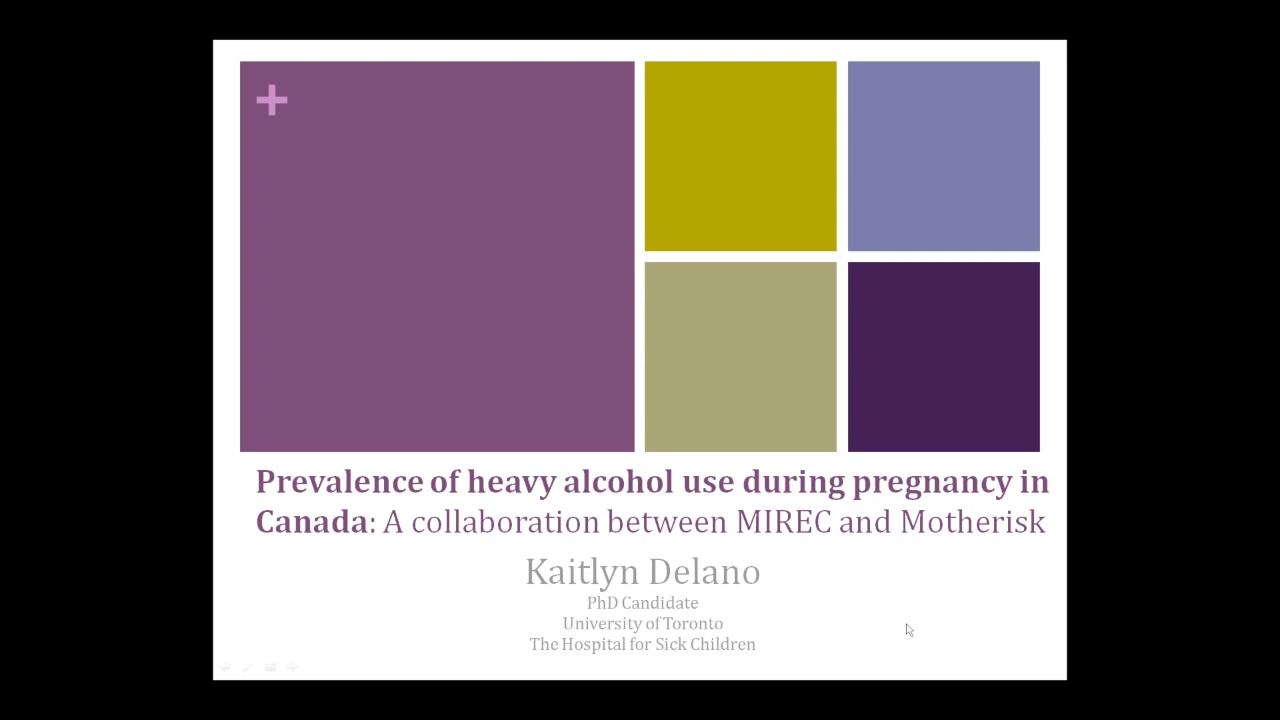 +
Prevalence of heavy alcohol use during pregnancy in
Canada: A collaboration between MIREC and Motherisk
Kaitlyn Delano
PhD Candidate
University of Toronto
The Hospital for Sick Children